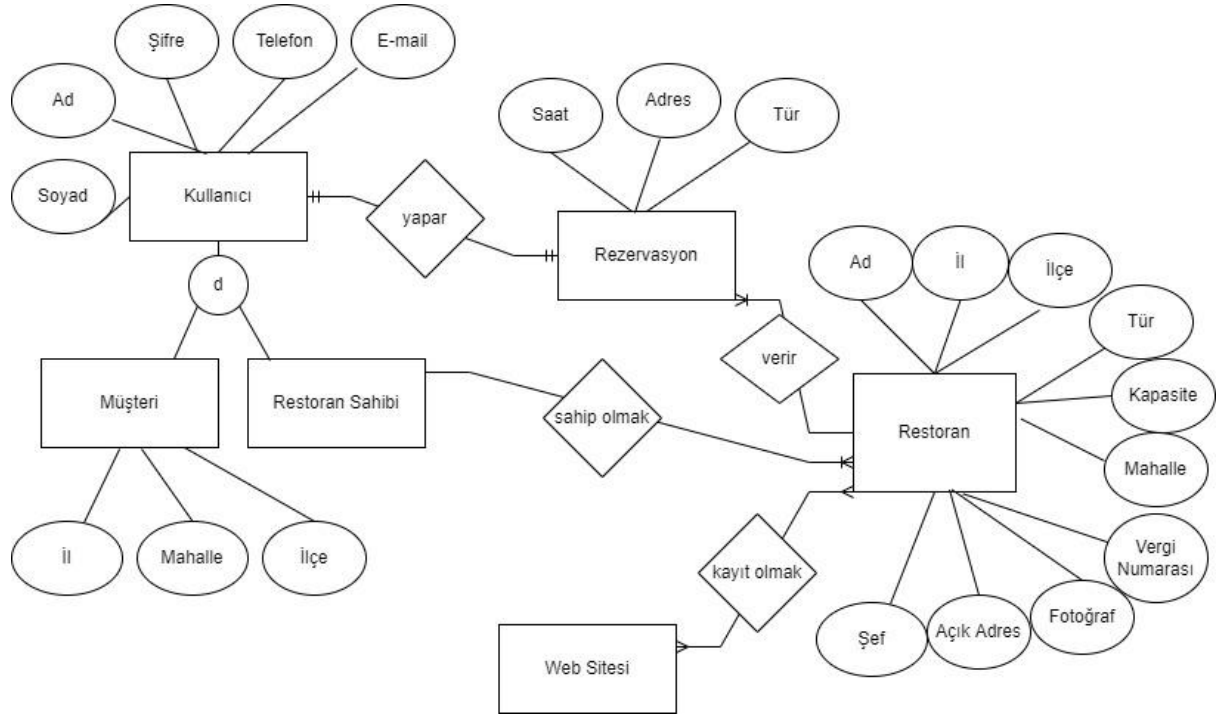 Şifre
Telefon
E-mail
Ad
Soyad
Kullanıcı
yapar
Saat
Adres
Tür
Rezervasyon
d
Müşteri
Restoran Sahibi
sahip olmak
verir
Ad
İl
İlçe
Tür
Kapasite
Mahalle
Restoran
İl
Mahalle
İlçe
kayıt olmak
Vergi
Numarası
Fotoğraf
Açık Adres
Şef
Web Sitesi